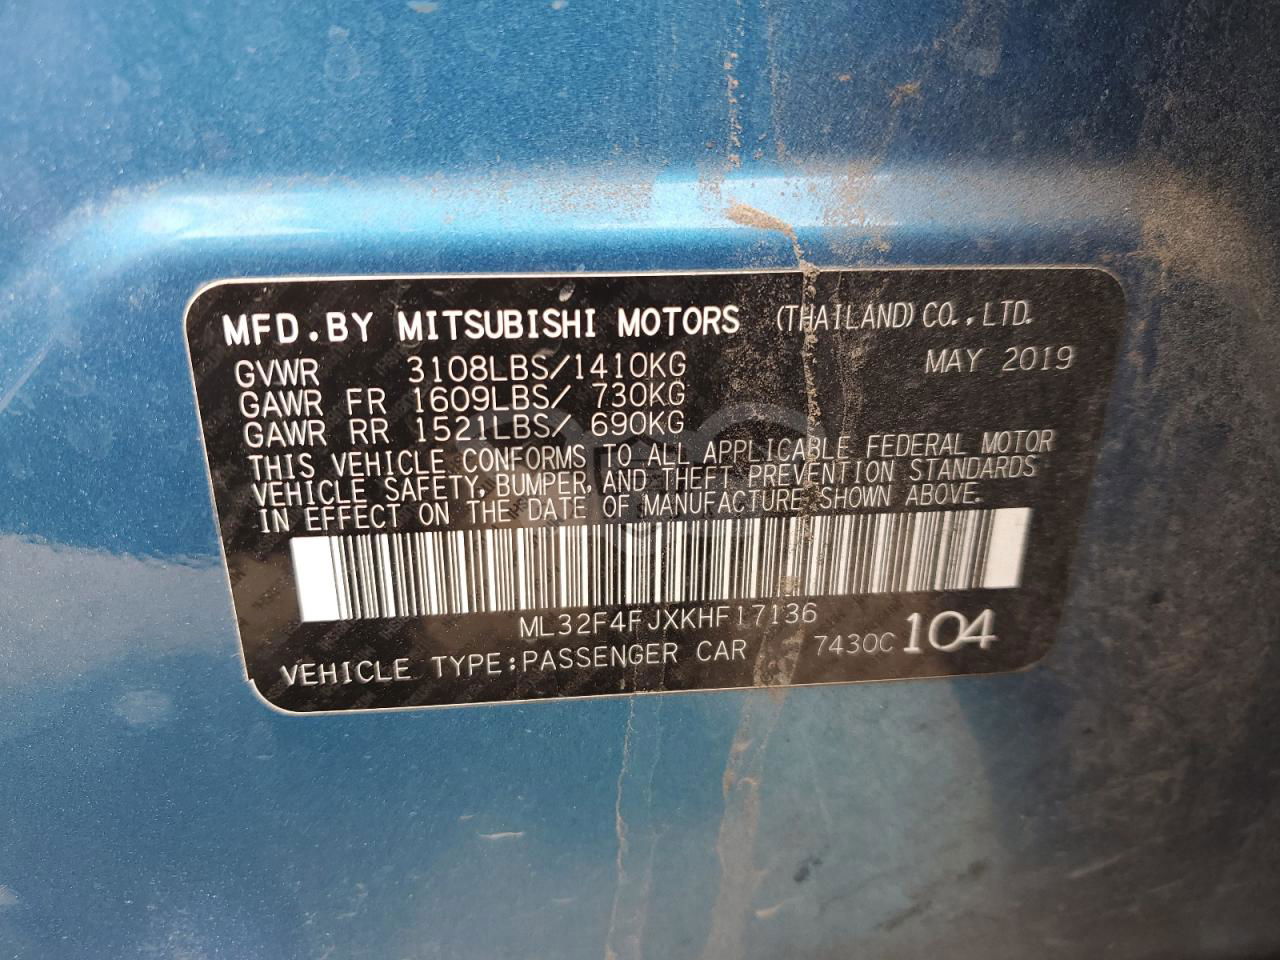 MFD.BY MITSUBISHI MOTORS (THAILAND) CO., LTD.
GVWR 3108LBS/1410KG MAY 2019
GAWR FR 1609LBS/ 730KG
GAWR RR 1521LBS/ 690KG
THIS VEHICLE CONFORMS TO ALL APPLICABLE FEDERAL MOTOR
VEHICLE SAFETY, BUMPER, AND THEFT PREVENTION STANDARDS
IN EFFECT ON THE DATE OF MANUFACTURE SHOWN ABOVE.
ML32F4FJXKHF17136
VEHICLE TYPE:PASSENGER CAR 7430C 104